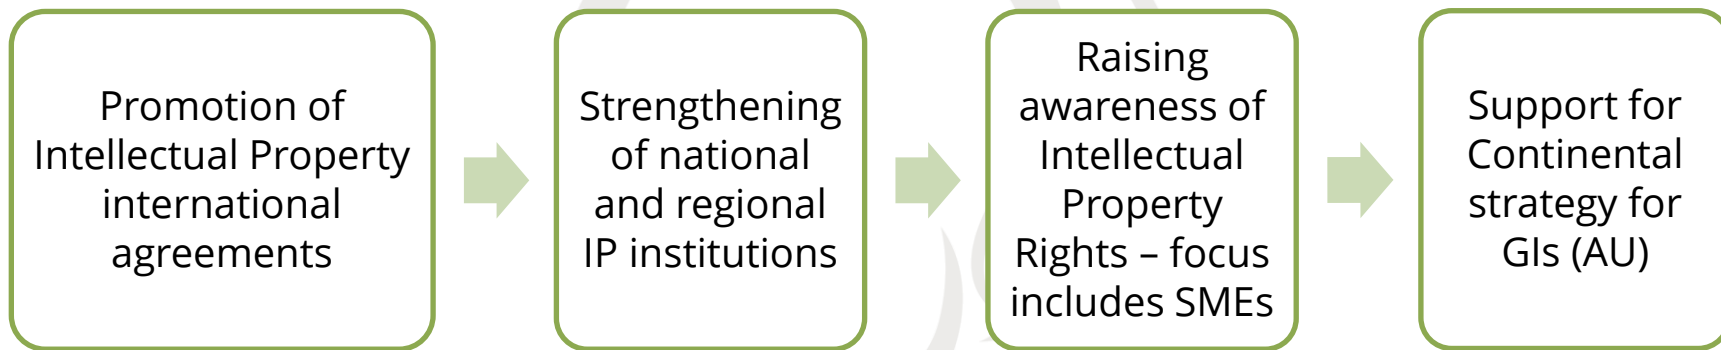 Promotion of
Intellectual Property
international
agreements
Strengthening
of national
and regional
IP institutions
Raising
awareness of
Intellectual
Property
Rights – focus
includes SMEs
Support for
Continental
strategy for
GIs (AU)